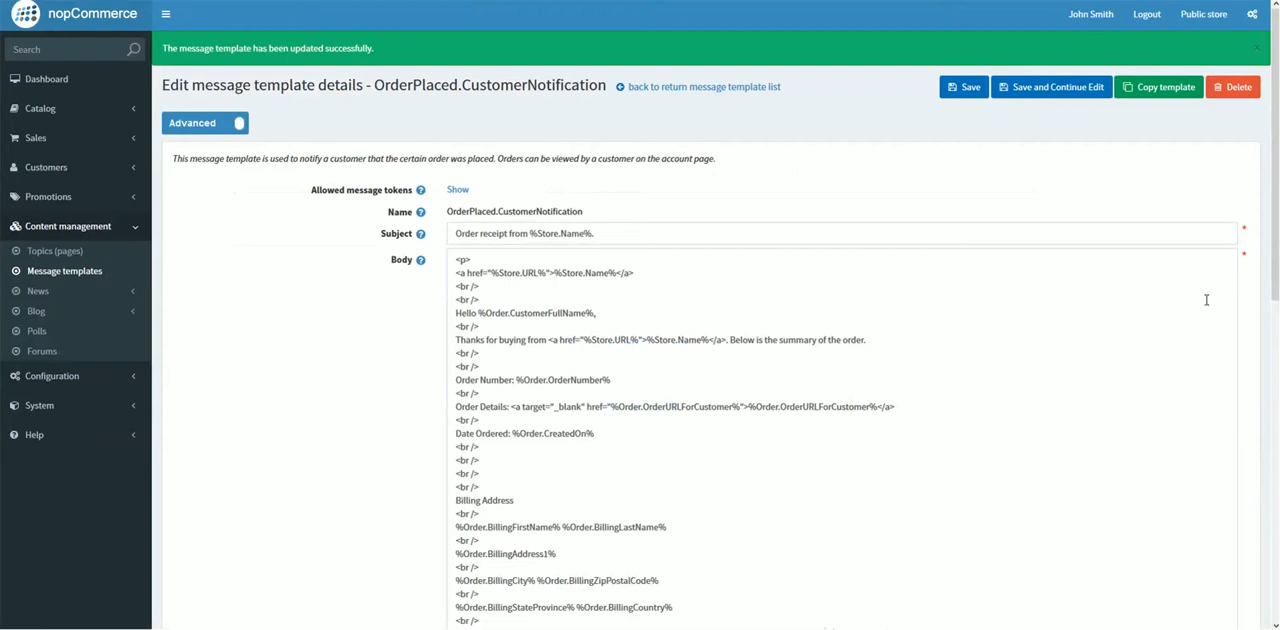 nopCommerce
John Smith
Logout
Public store
Search
The message template has been updated successfully.
×
Dashboard
Edit message template details - OrderPlaced.CustomerNotification
back to return message template list
Save
Save and Continue Edit
Copy template
Delete
Catalog
Advanced
Sales
This message template is used to notify a customer that the certain order was placed. Orders can be viewed by a customer on the account page.
Customers
Allowed message tokens
Show
Promotions
Name
OrderPlaced.CustomerNotification
Content management
Subject
Order receipt from %Store.Name%.
*
Topics (pages)
Message templates
News
Blog
Polls
Forums
Configuration
System
Help
Body
*
<p>
<a href="%Store.URL%">%Store.Name%</a>
<br />
<br />
Hello %Order.CustomerFullName%,
<br />
Thanks for buying from <a href="%Store.URL%">%Store.Name%</a>. Below is the summary of the order.
<br />
<br />
Order Number: %Order.OrderNumber%
<br />
Order Details: <a target="_blank" href="%Order.OrderURLForCustomer%">%Order.OrderURLForCustomer%</a>
<br />
Date Ordered: %Order.CreatedOn%
<br />
<br />
<br />
<br />
Billing Address
<br />
%Order.BillingFirstName% %Order.BillingLastName%
<br />
%Order.BillingAddress1%
<br />
%Order.BillingCity% %Order.BillingZipPostalCode%
<br />
%Order.BillingStateProvince% %Order.BillingCountry%
<br />